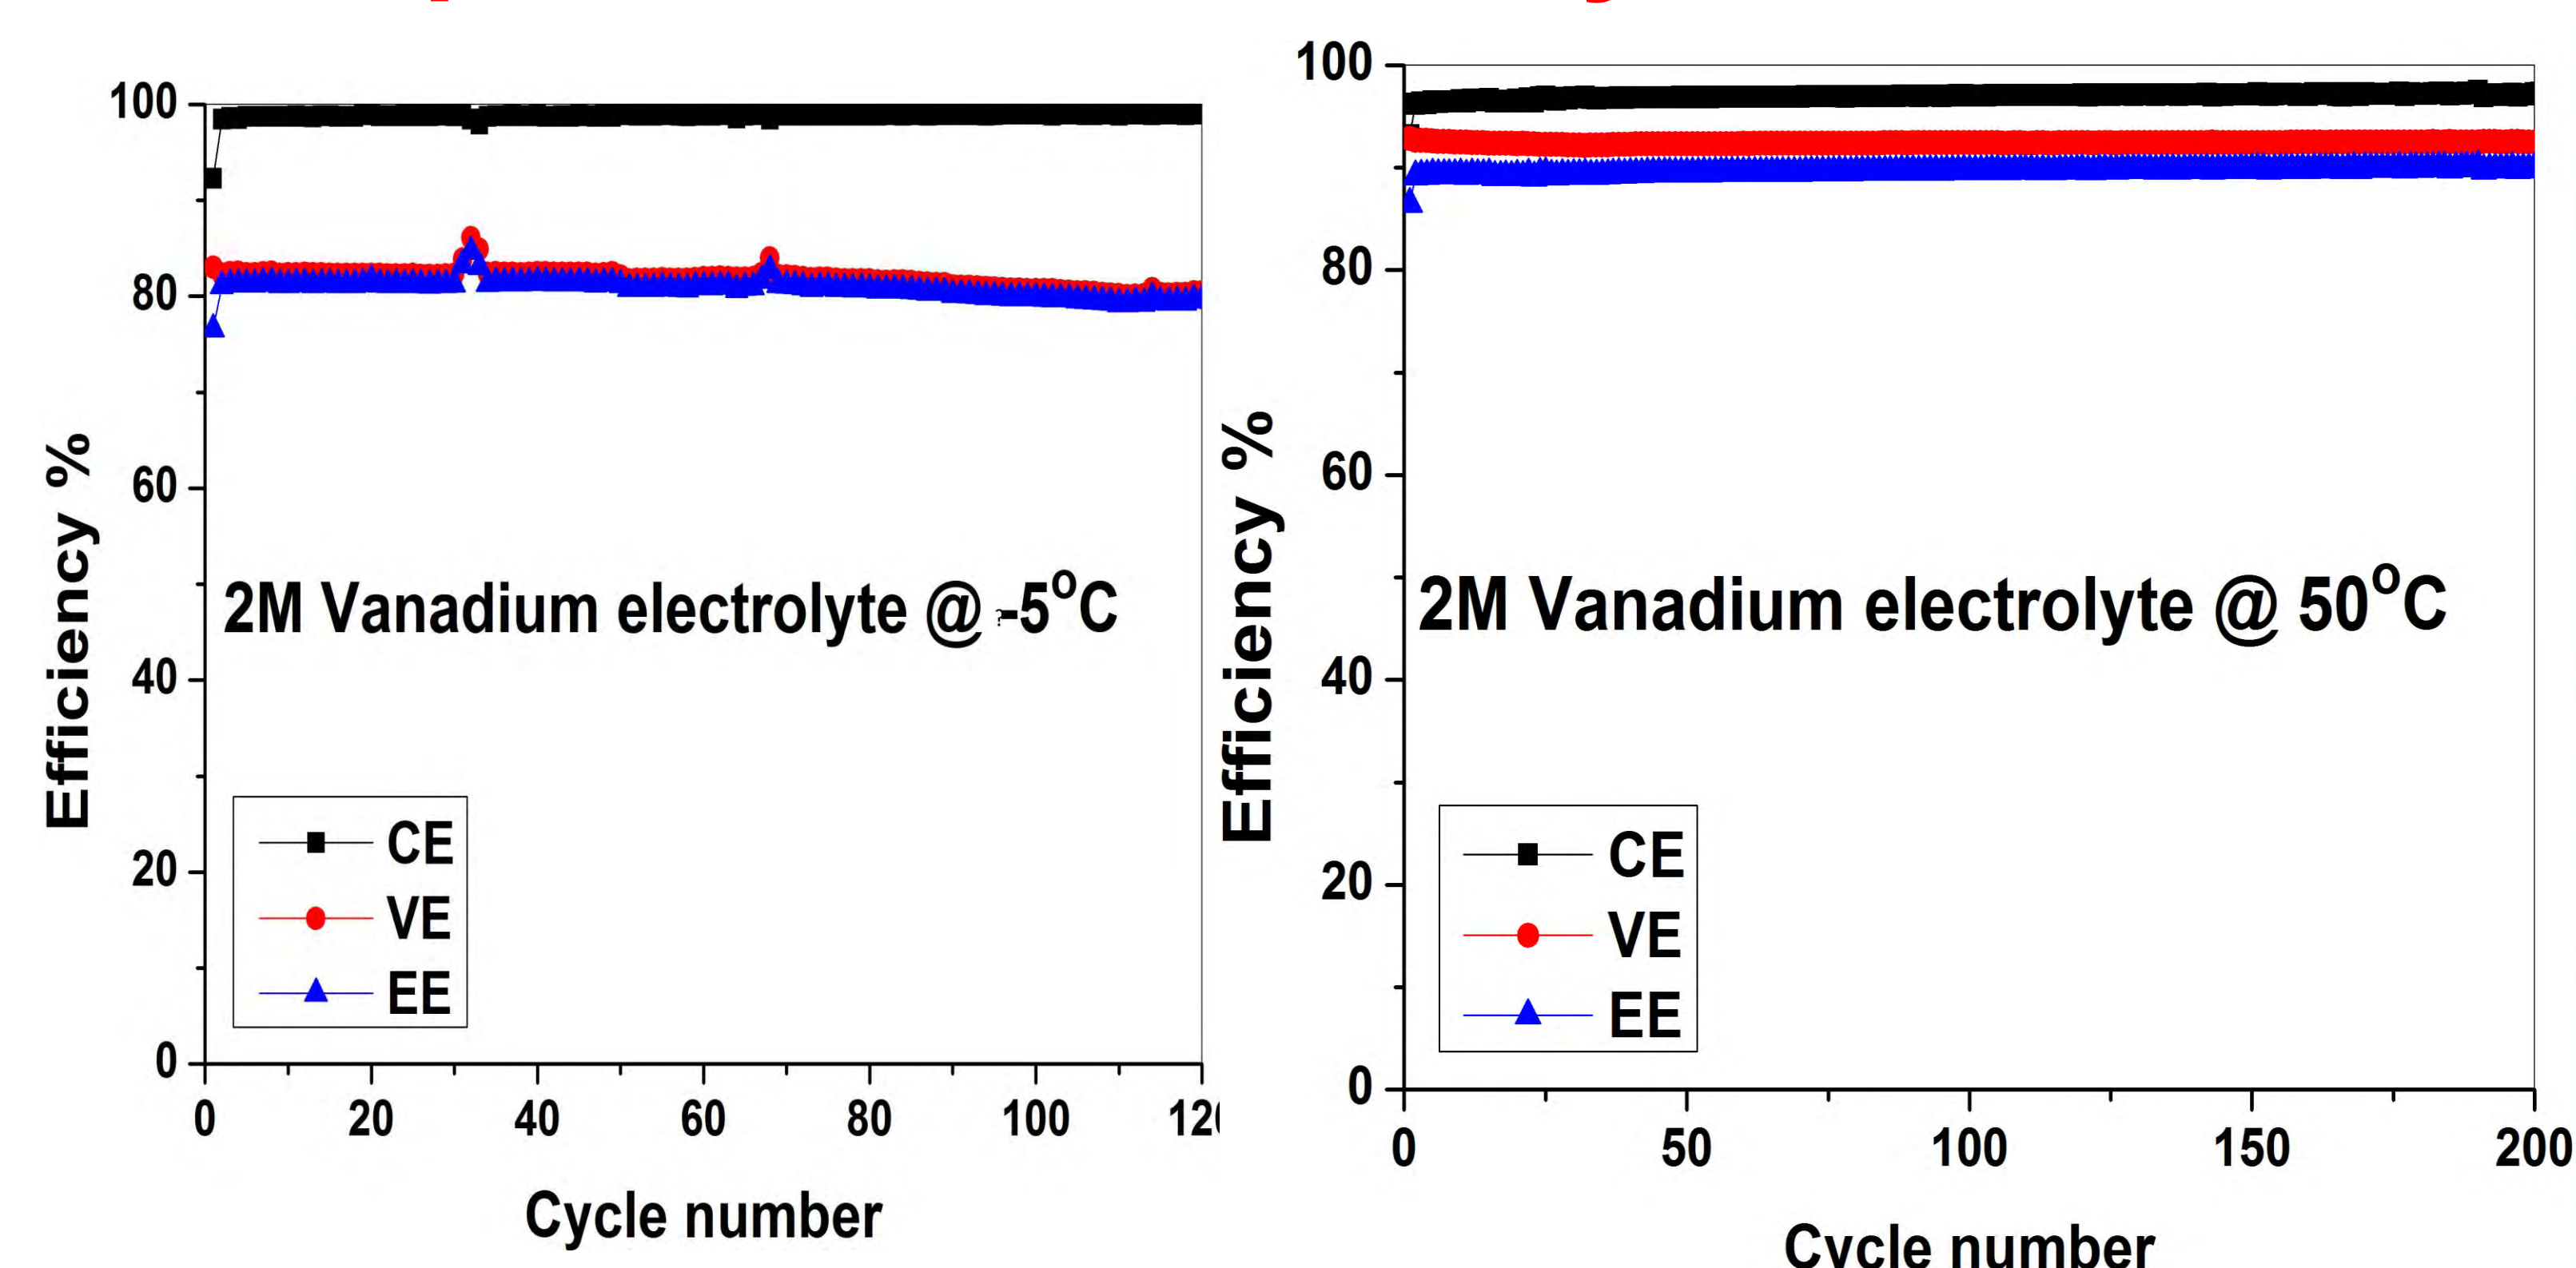 100
80
60
40
20
0
Efficiency %
2M Vanadium electrolyte @ ?-5°C
CE
VE
EE
0 20 40 60 80 100
Cycle number
100
80
60
40
20
0
Efficiency %
2M Vanadium electrolyte @ 50°C
CE
VE
EE
0 50 100 150 200
Cycle number